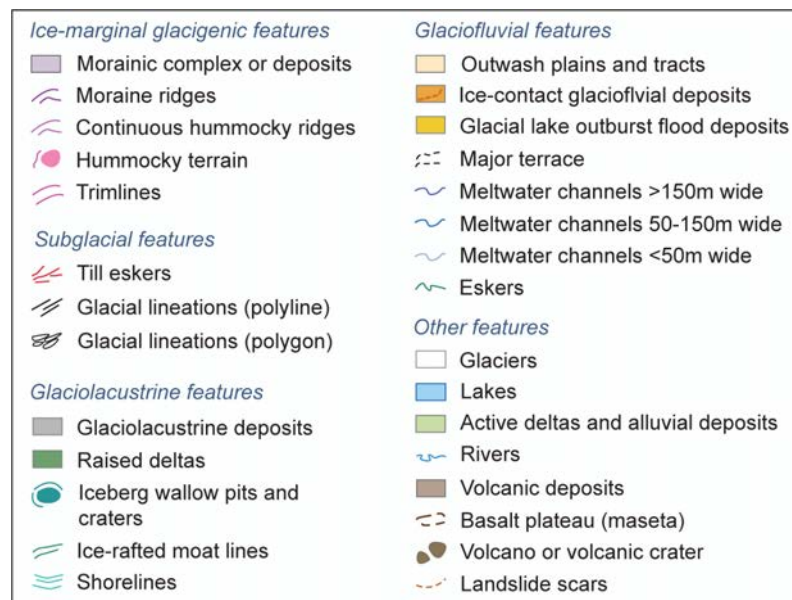 Ice-marginal glacigenic features
Morainic complex or deposits
Moraine ridges
Continuous hummocky ridges
Hummocky terrain
Trimlines
Subglacial features
Till eskers
Glacial lineations (polyline)
Glacial lineations (polygon)
Glaciolacustrine features
Glaciolacustrine deposits
Raised deltas
Iceberg wallow pits and
craters
Ice-rafted moat lines
Shorelines
Glaciofluvial features
Outwash plains and tracts
Ice-contact glacioflvial deposits
Glacial lake outburst flood deposits
Major terrace
Meltwater channels >150m wide
Meltwater channels 50-150m wide
Meltwater channels <50m wide
Eskers
Other features
Glaciers
Lakes
Active deltas and alluvial deposits
Rivers
Volcanic deposits
Basalt plateau (maseta)
Volcano or volcanic crater
Landslide scars